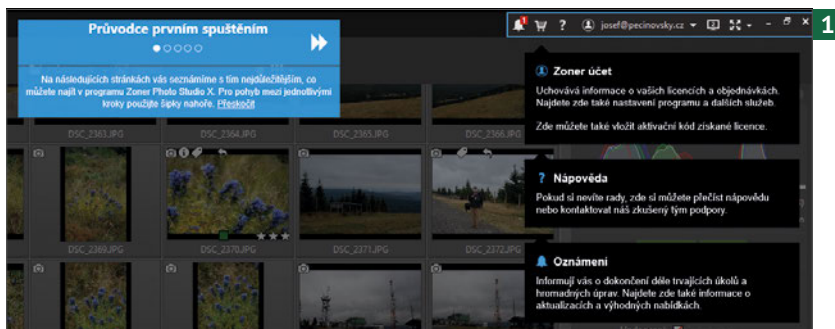 Průvodce prvním spuštěním
Na následujících stránkách vás seznámíme s tím nejdůležitějším, co
můžete najít v programu Zoner Photo Studio X. Pro pohyb mezi jednotlivými
kroky použijte šipky nahoře. Přeskočit
? josef@pecinovsky.cz
1
Zoner účet
Uchovává informace o vašich licencích a objednávkách.
Najdete zde také nastavení programu a dalších služeb.
Zde můžete také vložit aktivační kód získané licence.
DSC_2363.JPG
DSC_2364.JPG
DSC_2365.JPG
DSC_2366.JPG
? Nápověda
Pokud si nevíte rady, zde si můžete přečíst nápovědu
nebo kontaktovat náš zkušený tým podpory.
DSC_2369.JPG
DSC_2370.JPG
DSC_2371.JPG
DSC_2372.JPG
Oznámení
Informují vás o dokončení déle trvajících úkolů a
hromadných úprav. Najdete zde také informace o
aktualizacích a výhodných nabídkách.